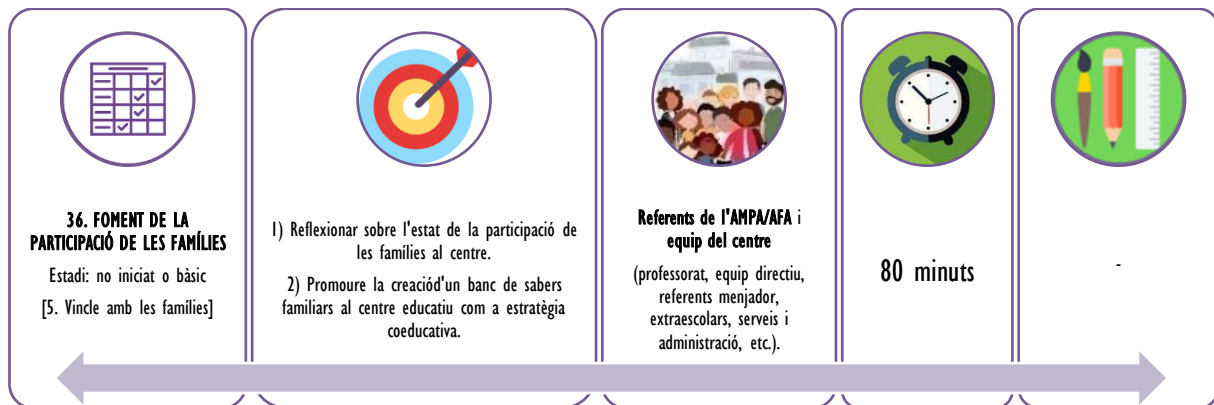 36. FOMENT DE LA
PARTICIPACIÓ DE LES FAMÍLIES
Estadi: no iniciat o bàsic
[5. Vincle amb les famílies]
1) Reflexionar sobre l'estat de la participació de
les famílies al centre.
2) Promoure la creaciód'un banc de sabers
familiars al centre educatiu com a estratègia
coeducativa.
Referents de l'AMPA/AFA i
equip del centre
(professorat, equip directiu,
referents menjador,
extraescolars, serveis i
administració, etc.).
80 minuts
-